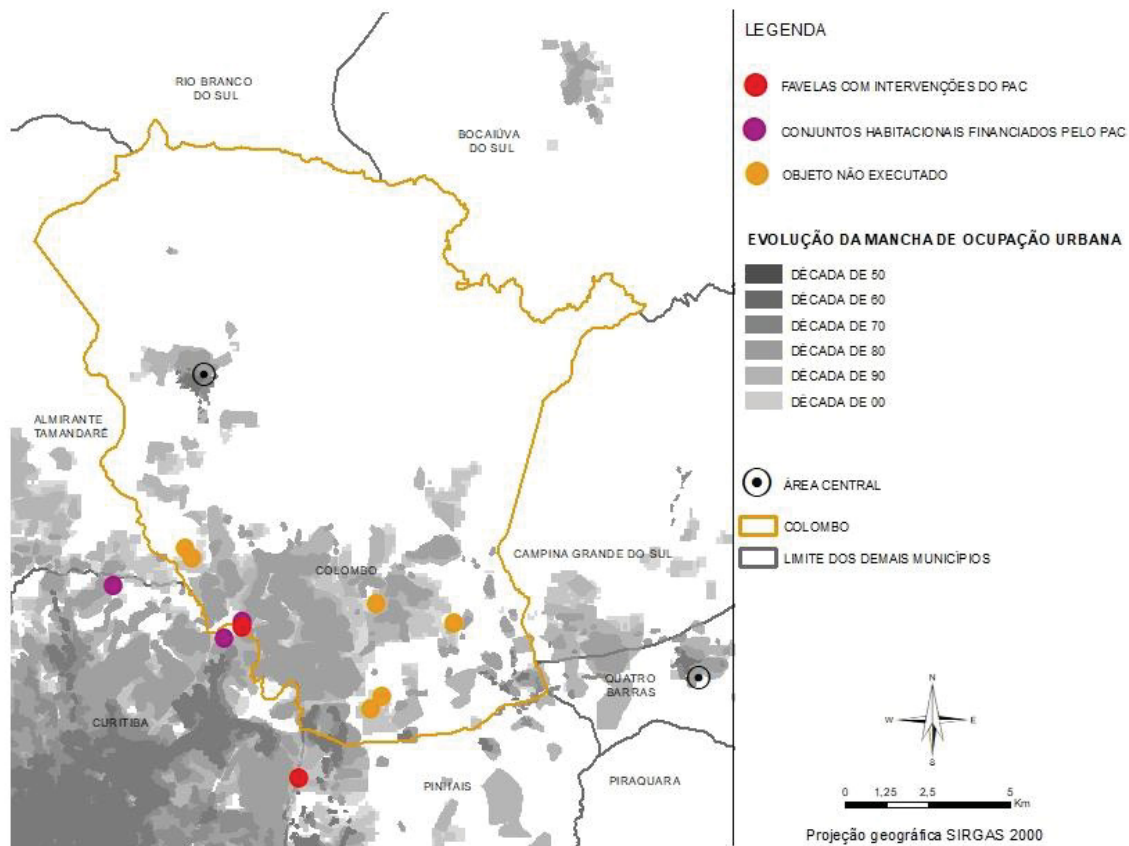 RIO BRANCO
DO SUL
BOCAIÚVA
DO SUL
ALMIRANTE
TAMANDARÉ
COLOMBO
CAMPINA GRANDE DO SUL
QUATRO
BARRAS
CURITIBA
PINHAIS
PIRAQUARA
LEGENDA
FAVELAS COM INTERVENÇÕES DO PAC
CONJUNTOS HABITACIONAIS FINANCIADOS PELO PAC
OBJETO NÃO EXECUTADO
EVOLUÇÃO DA MANCHA DE OCUPAÇÃO URBANA
DÉCADA DE 50
DÉCADA DE 60
DÉCADA DE 70
DÉCADA DE 80
DÉCADA DE 90
DÉCADA DE 00
ÁREA CENTRAL
COLOMBO
LIMITE DOS DEMAIS MUNICÍPIOS
N
W E
S
0 1,25 2,5 5
Km
Projeção geográfica SIRGAS 2000